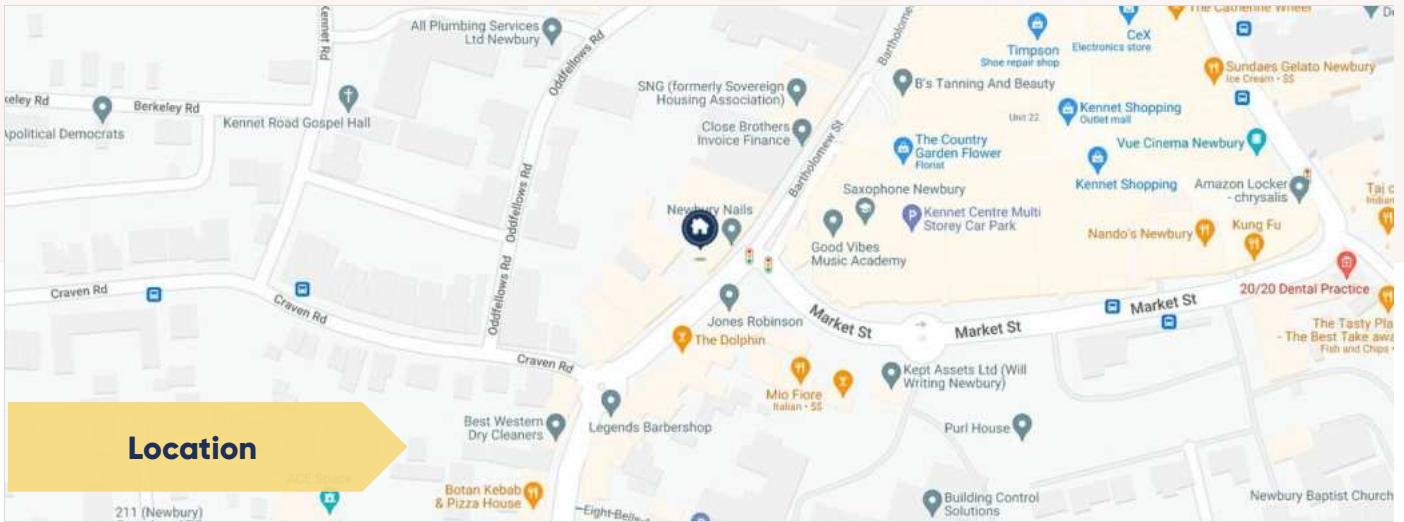 Kennet Rd
All Plumbing Services
Ltd Newbury
Oddfellows Rd
Bartholomew
Timpson
Shoe repair shop
CeX
Electronics store
The Catherine Wheel
Sundaes Gelato Newbury
Ice Cream · $$
keley Rd
Berkeley Rd
Apolitical Democrats
Kennet Road Gospel Hall
SNG (formerly Sovereign
Housing Association)
B's Tanning And Beauty
Unit 22
Kennet Shopping
Outlet mall
Close Brothers
Invoice Finance
Bartholomew St
The Country
Garden Flower
Florist
Vue Cinema Newbury
Kennet Shopping
Amazon Locker
- chrysalis
Saxophone Newbury
Newbury Nails
Kennet Centre Multi
Storey Car Park
Nando's Newbury
Kung Fu
Good Vibes
Music Academy
Oddfellows Rd
Oddfellows Rd
20/20 Dental Practice
Craven Rd
Craven Rd
Craven Rd
Jones Robinson
The Dolphin
Market St
Market St
Market St
The Tasty Pla
- The Best Take awa
Fish and Chips ·
Kept Assets Ltd (Will
Writing Newbury)
Mio Fiore
Italian · $$
Best Western
Dry Cleaners
Legends Barbershop
Purl House
Location
Botan Kebab
& Pizza House
211 (Newbury)
Building Control
Solutions
Newbury Baptist Church